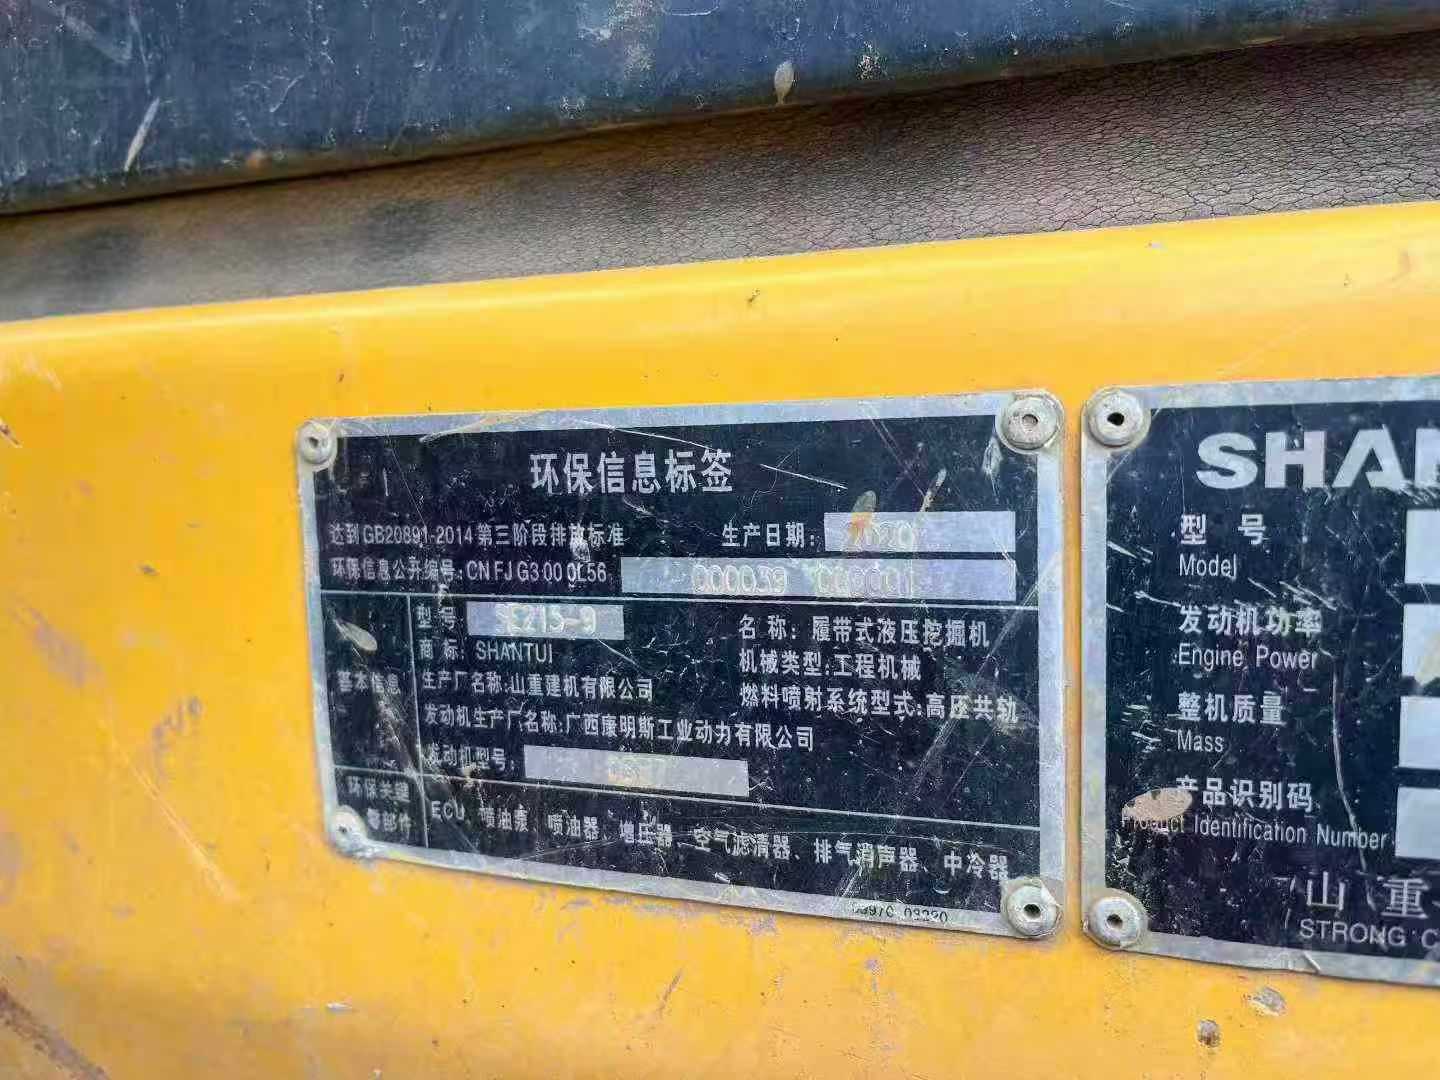 环保信息标签
达到GB20891-2014第三阶段排放标准 生产日期: 2020
环保信息公开编号:CN FJ G3 00 0L56 000039 000001
基本信息
型号 SE215-9
名称: 履带式液压挖掘机
商标: SHANTUI
机械类型:工程机械
生产厂名称:山重建机有限公司
燃料喷射系统型式:高压共轨
发动机生产厂名称:广西康明斯工业动力有限公司
发动机型号:
环保关键
零部件
ECU、喷油泵、喷油器、增压器、空气滤清器、排气消声器、中冷器
03220
SHAN
型号
Model
发动机功率
Engine Power
整机质量
Mass
产品识别码
Product Identification Number
山重
STRONG C